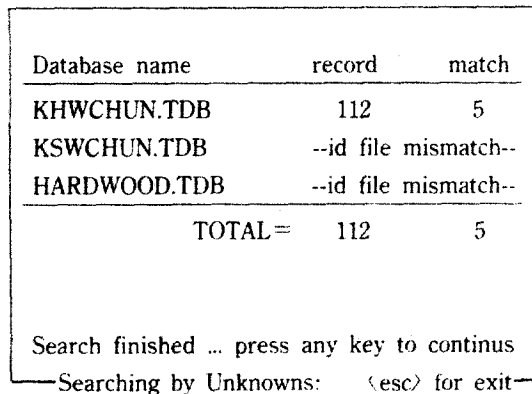 Database name record match
KHWCHUN.TDB 112 5
KSWCHUN.TDB --id file mismatch--
HARDWOOD.TDB --id file mismatch--
TOTAL= 112 5
Search finished ... press any key to continus
Searching by Unknowns: 〈esc〉 for exit